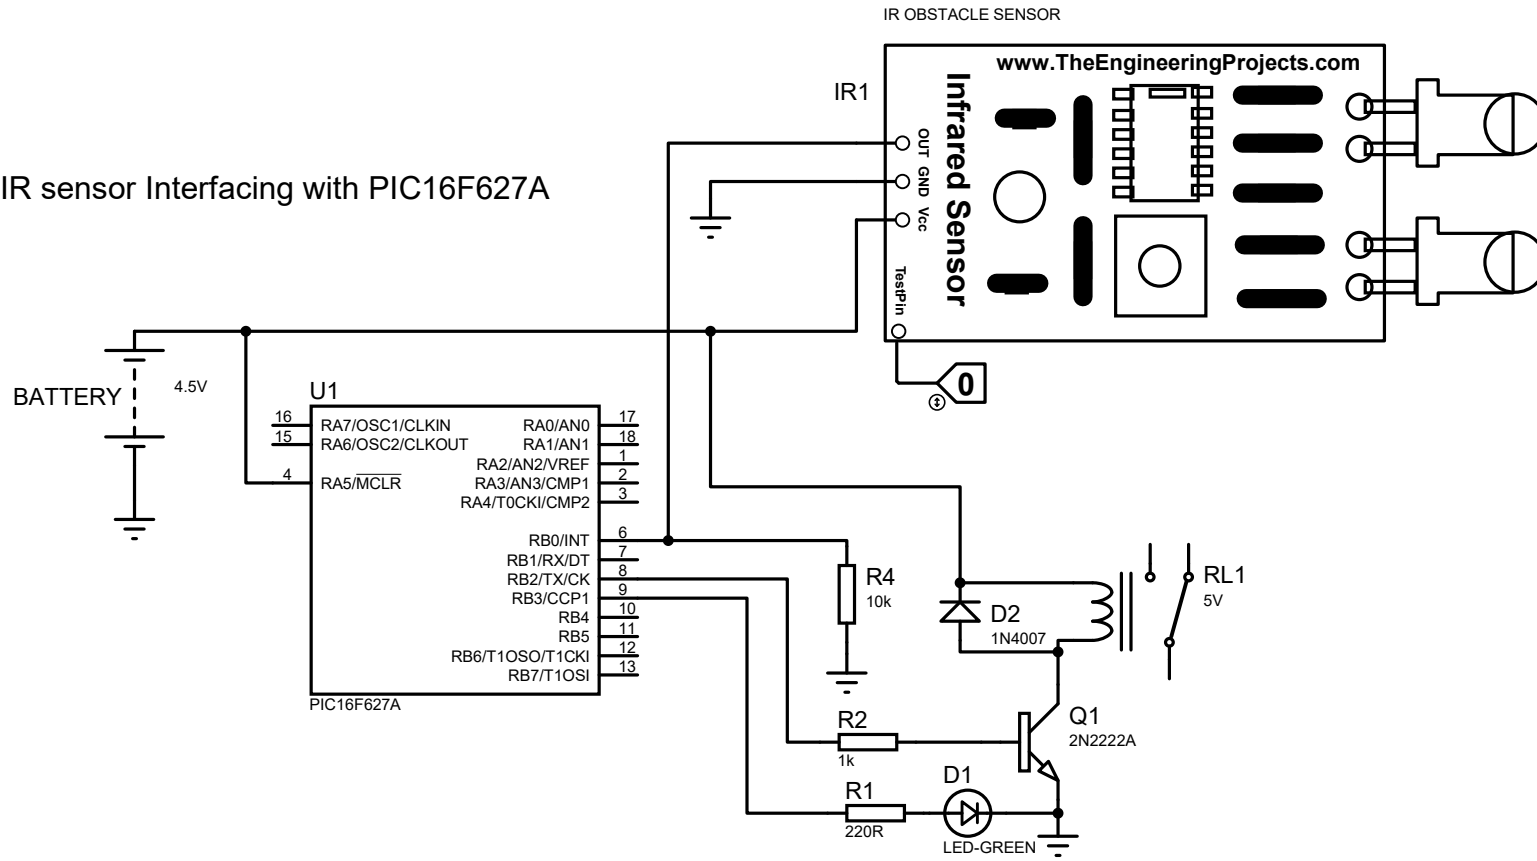 IR OBSTACLE SENSOR
www.TheEngineeringProjects.com
IR1
Infrared Sensor
OUT
GND
Vcc
TestPin
0
IR sensor Interfacing with PIC16F627A
BATTERY
4.5V
U1
16 RA7/OSC1/CLKIN RA0/AN0 17
15 RA6/OSC2/CLKOUT RA1/AN1 18
RA2/AN2/VREF 1
4 RA5/MCLR RA3/AN3/CMP1 2
RA4/T0CKI/CMP2 3
RB0/INT 6
RB1/RX/DT 7
RB2/TX/CK 8
RB3/CCP1 9
RB4 10
RB5 11
RB6/T1OSO/T1CKI 12
RB7/T1OSI 13
PIC16F627A
R4
10k
D2
1N4007
RL1
5V
R2
1k
Q1
2N2222A
R1
220R
D1
LED-GREEN